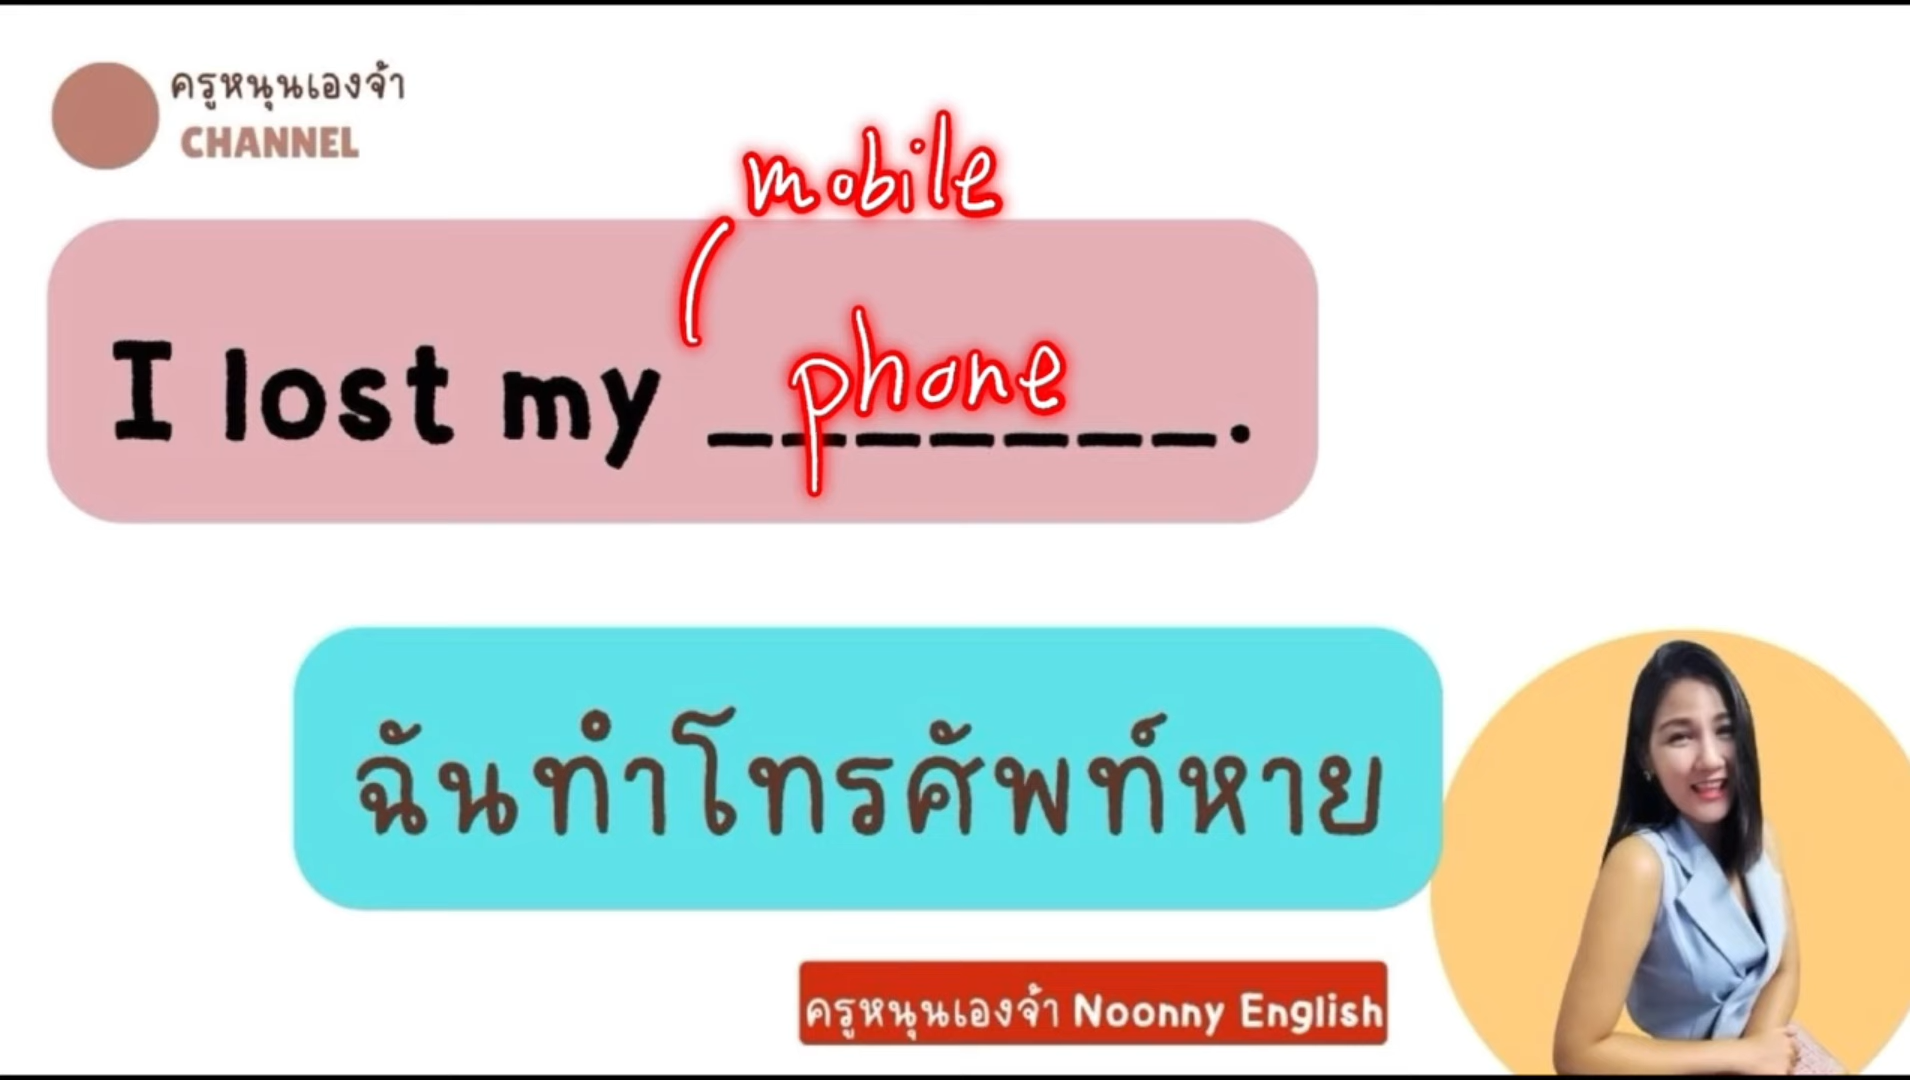 ครูหนุนเองจ้า
CHANNEL
mobile
I lost my phone _______.
ฉันทำโทรศัพท์หาย
ครูหนุนเองจ้า Noonny English